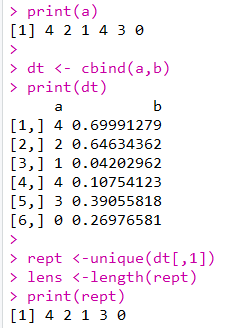 > print(a)
[1] 4 2 1 4 3 0
>
> dt <- cbind(a,b)
> print(dt)
     a          b
[1,] 4 0.69991279
[2,] 2 0.64634362
[3,] 1 0.04202962
[4,] 4 0.10754123
[5,] 3 0.39055818
[6,] 0 0.26976581
>
> rept <-unique(dt[,1])
> lens <-length(rept)
> print(rept)
[1] 4 2 1 3 0